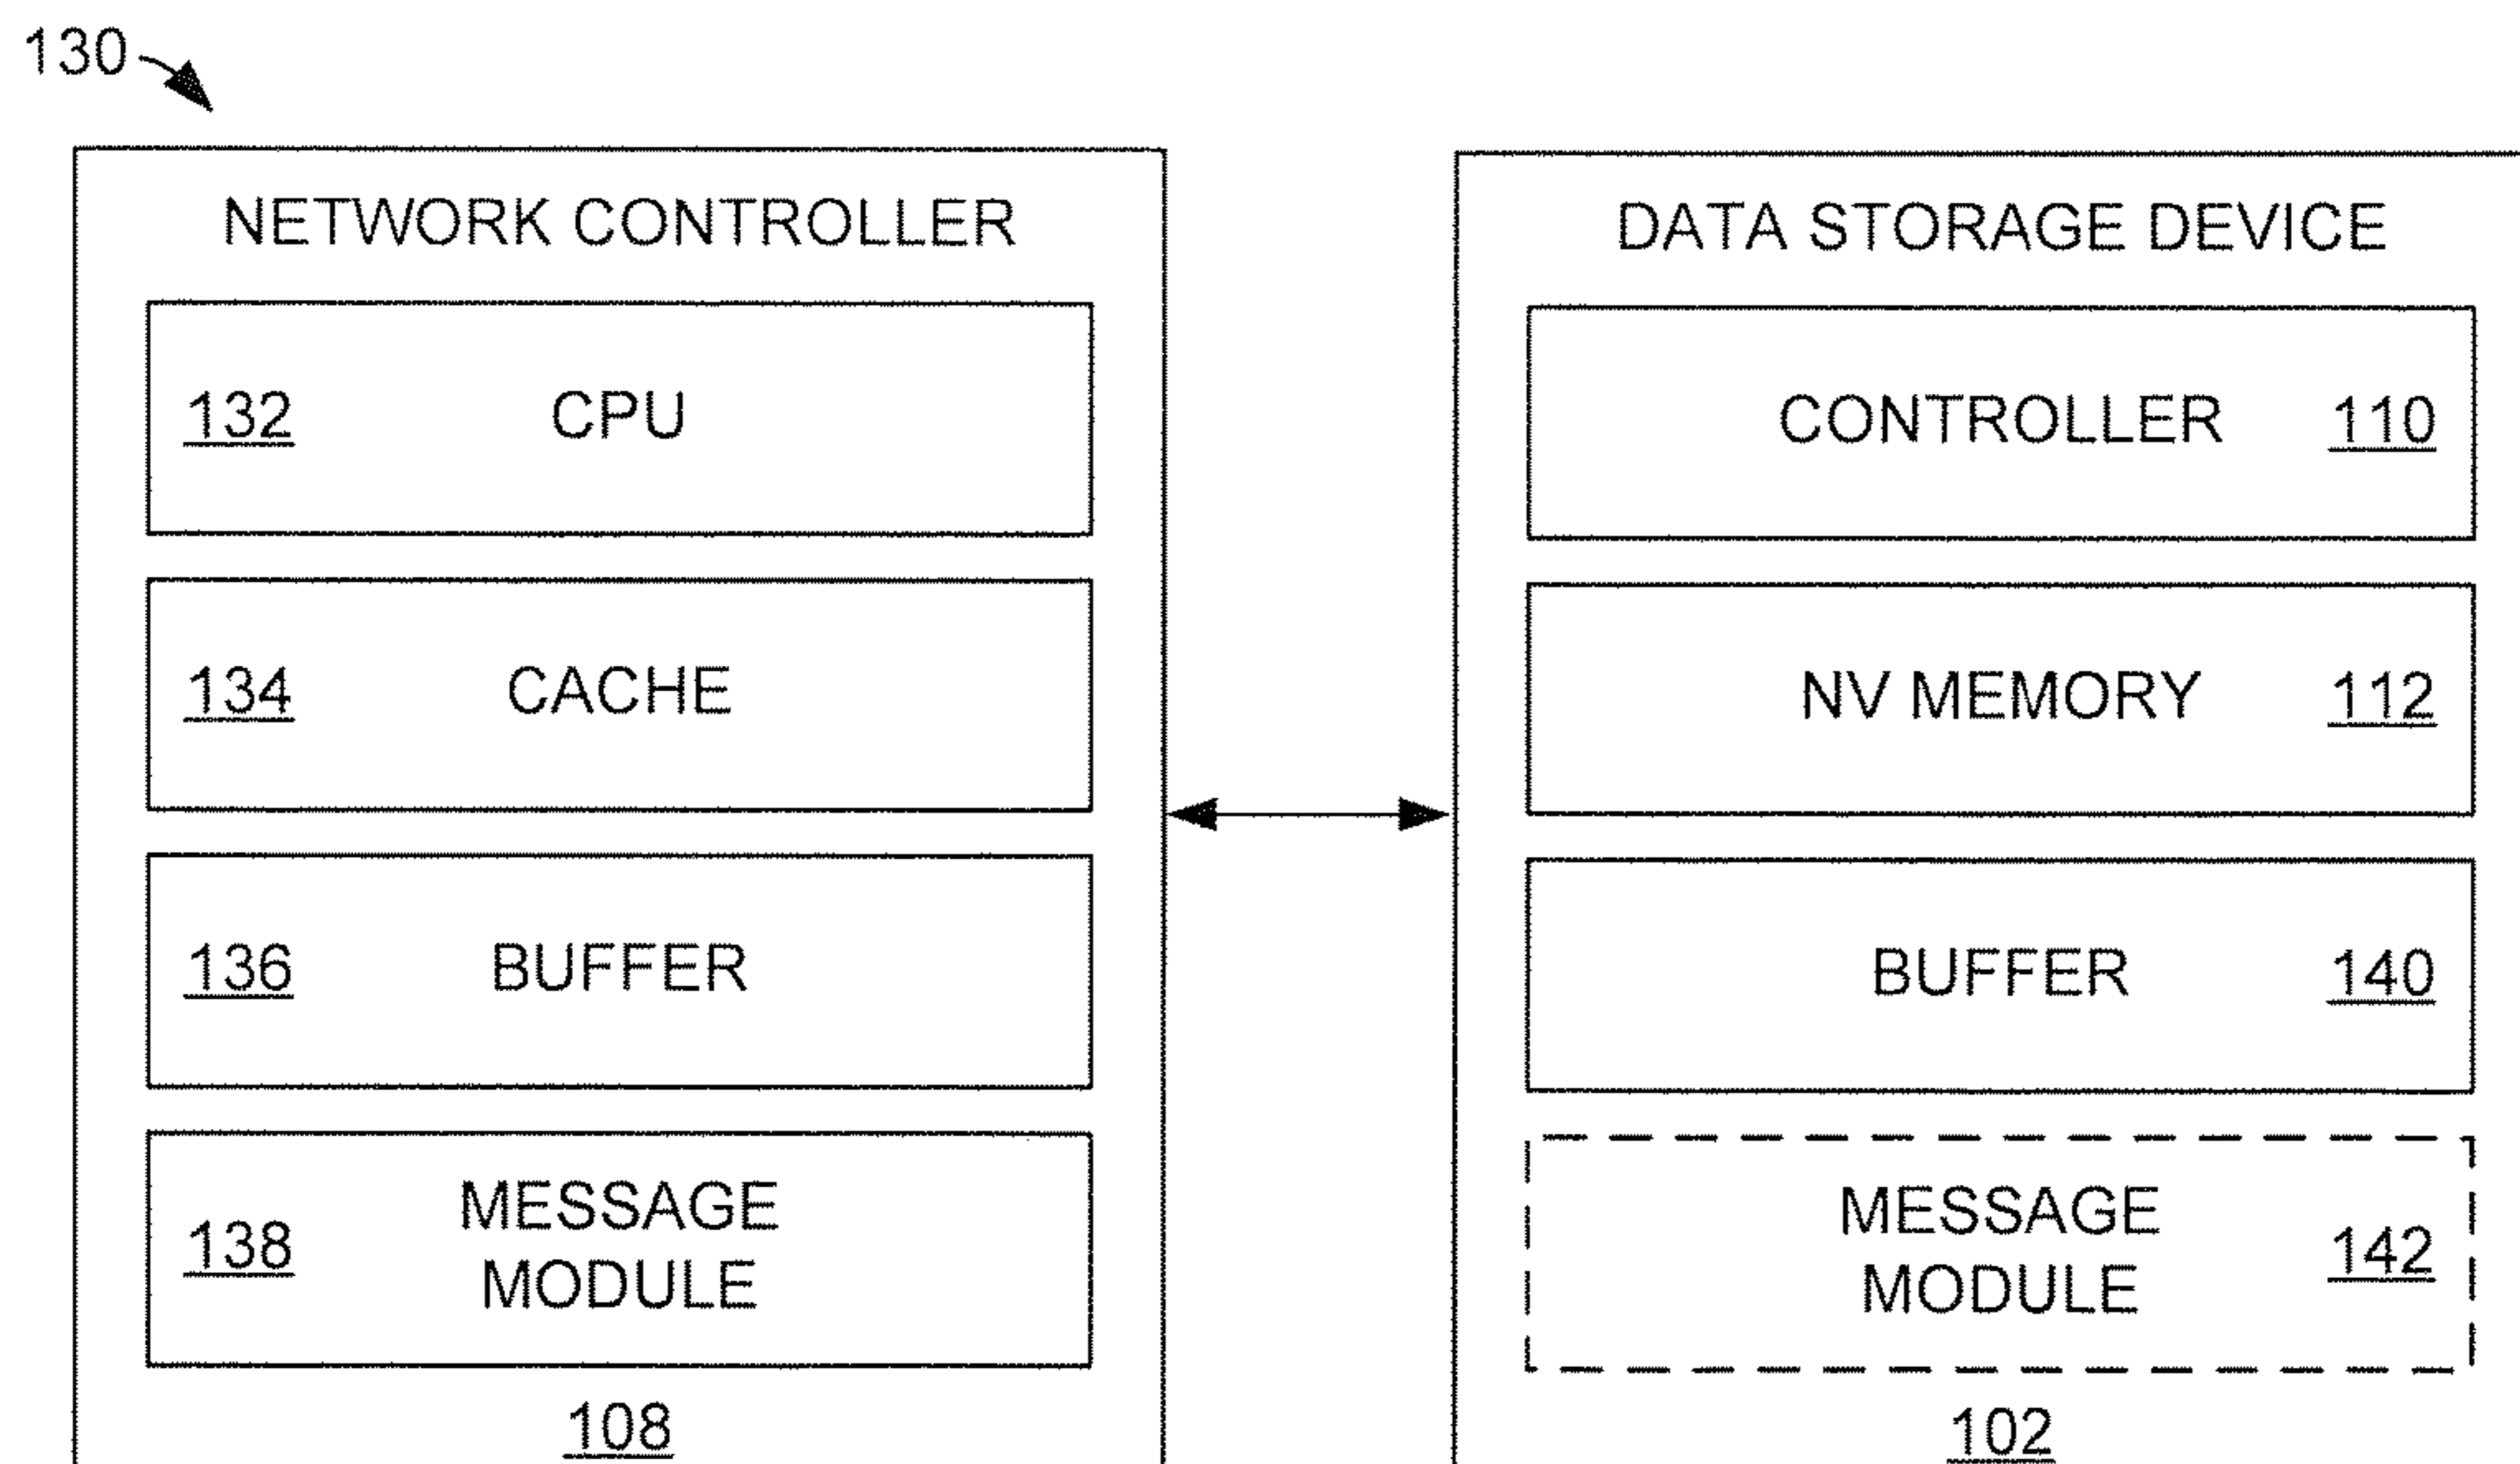 130
NETWORK CONTROLLER
132 CPU
134 CACHE
136 BUFFER
138 MESSAGE
MODULE
108
DATA STORAGE DEVICE
CONTROLLER 110
NV MEMORY 112
BUFFER 140
MESSAGE
MODULE 142
102